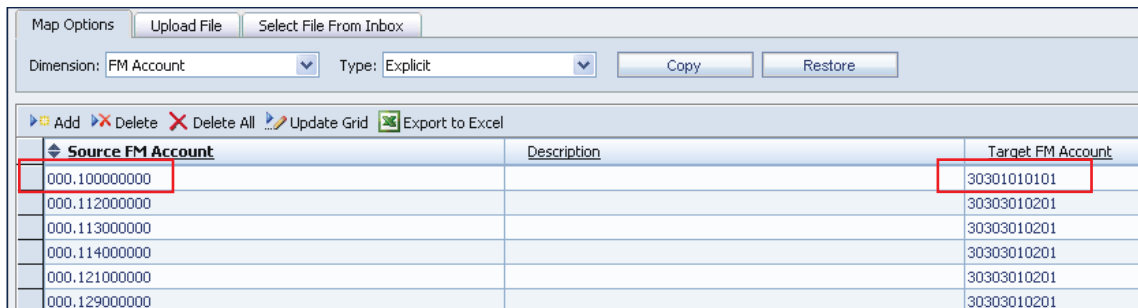 Map Options Upload File Select File From Inbox
Dimension: FM Account Type: Explicit Copy Restore
Add Delete Delete All Update Grid Export to Excel
Source FM Account Description Target FM Account
000.100000000 30301010101
000.112000000 30303010201
000.113000000 30303010201
000.114000000 30303010201
000.121000000 30303010201
000.129000000 30303010201